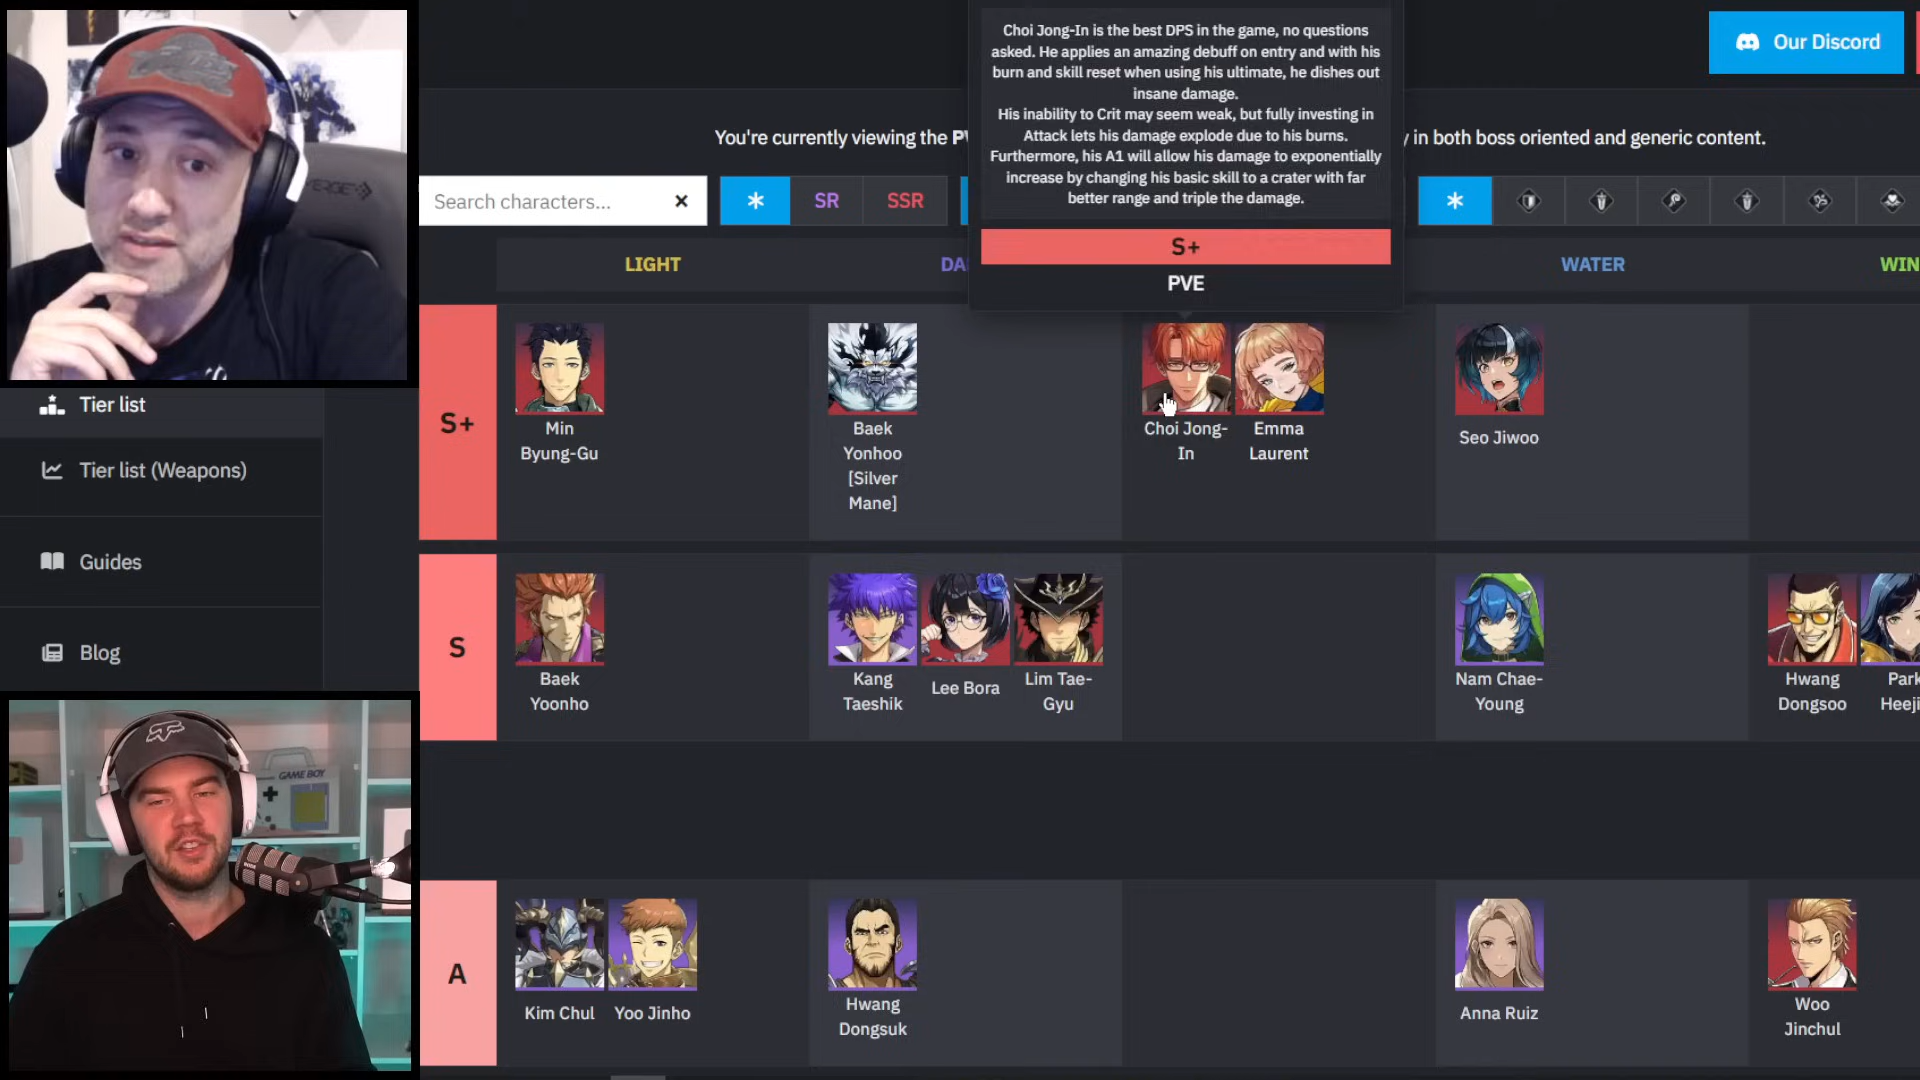 Choi Jong-In is the best DPS in the game, no questions
asked. He applies an amazing debuff on entry and with his
burn and skill reset when using his ultimate, he dishes out
insane damage.
His inability to Crit may seem weak, but fully investing in
Attack lets his damage explode due to his burns.
Furthermore, his A1 will allow his damage to exponentially
increase by changing his basic skill to a crater with far
better range and triple the damage.
S+
PVE
Our Discord
You're currently viewing the PV
y in both boss oriented and generic content.
Search characters...
SR
SSR
LIGHT
DA
WATER
WIN
Tier list
Tier list (Weapons)
Guides
Blog
S+
Min
Byung-Gu
Baek
Yonhoo
[Silver
Mane]
Choi Jong-
In
Emma
Laurent
Seo Jiwoo
S
Baek
Yoonho
Kang
Taeshik
Lee Bora
Lim Tae-
Gyu
Nam Chae-
Young
Hwang
Dongsoo
Park
Heeji
A
Kim Chul
Yoo Jinho
Hwang
Dongsuk
Anna Ruiz
Woo
Jinchul
GAME BOY